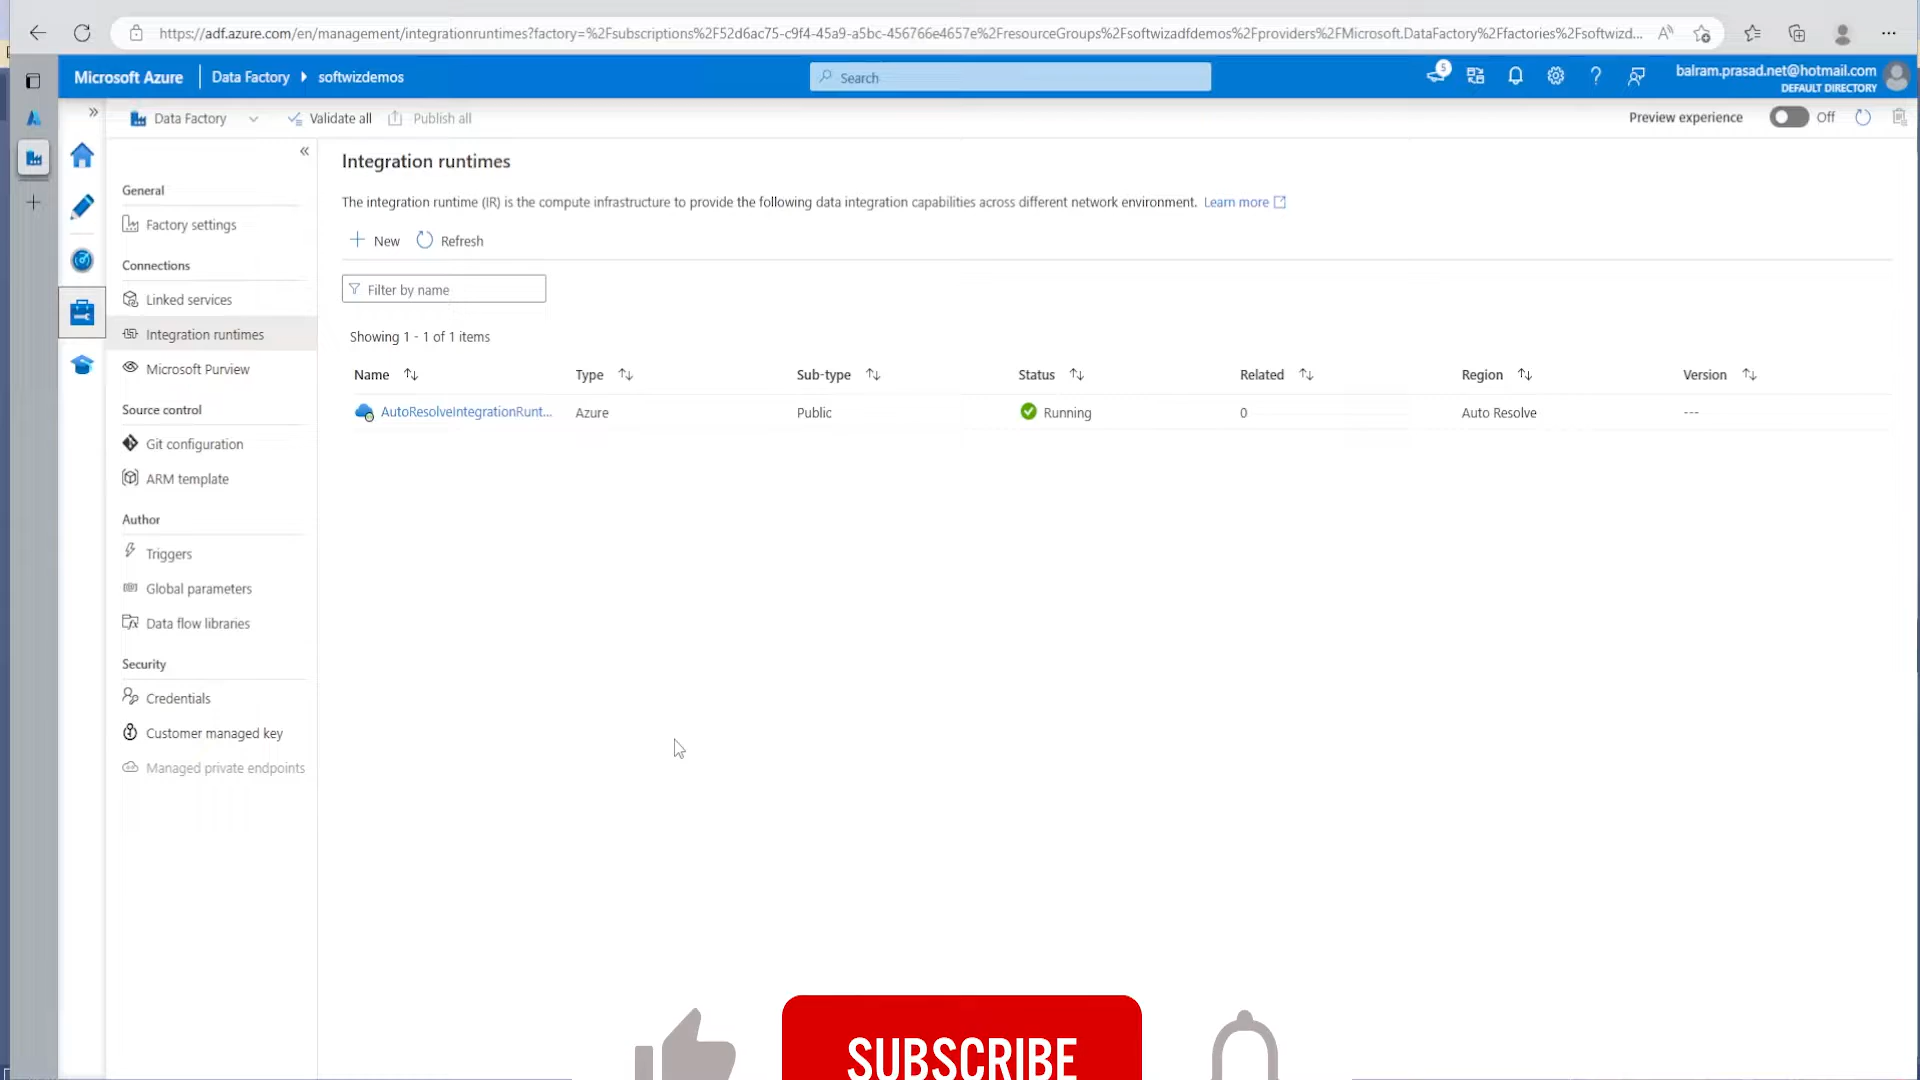 https://adf.azure.com/en/management/integrationruntimes?factory=%2Fsubscriptions%2F52d6ac75-c9f4-45a9-a5bc-456766e4657e%2FresourceGroups%2Fsoftwizadfdemos%2Fproviders%2FMicrosoft.DataFactory%2Ffactories%2Fsoftwizd...
Microsoft Azure
Data Factory
softwizdemos
Search
5
balram.prasad.net@hotmail.com
DEFAULT DIRECTORY
Data Factory
Validate all
Publish all
Preview experience
Off
General
Factory settings
Connections
Linked services
Integration runtimes
Microsoft Purview
Source control
Git configuration
ARM template
Author
Triggers
Global parameters
Data flow libraries
Security
Credentials
Customer managed key
Managed private endpoints
Integration runtimes
The integration runtime (IR) is the compute infrastructure to provide the following data integration capabilities across different network environment. Learn more
New
Refresh
Filter by name
Showing 1 - 1 of 1 items
Name Type Sub-type Status Related Region Version
AutoResolveIntegrationRunt... Azure Public Running 0 Auto Resolve ---
SUBSCRIBE